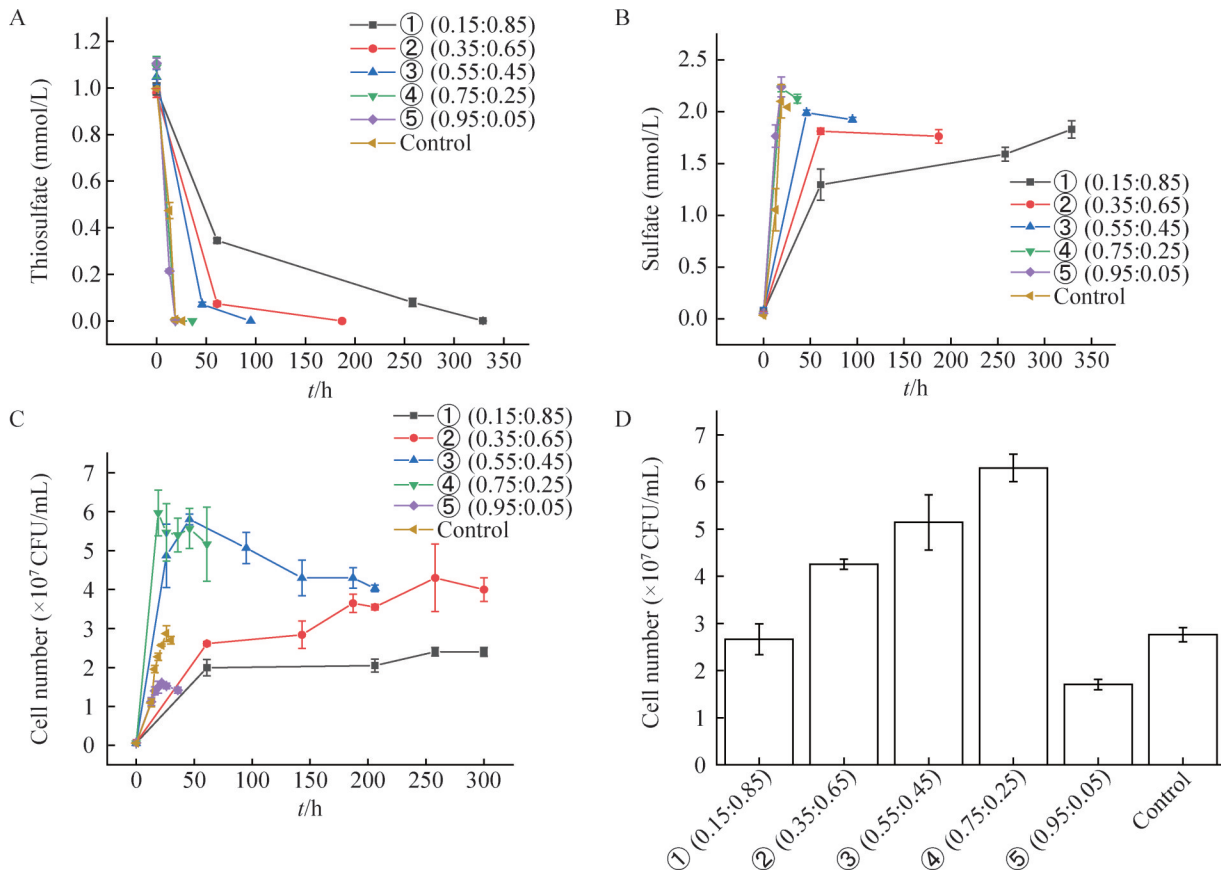 A
① (0.15:0.85)
② (0.35:0.65)
③ (0.55:0.45)
④ (0.75:0.25)
⑤ (0.95:0.05)
Control
Thiosulfate (mmol/L)
1.2
1.0
0.8
0.6
0.4
0.2
0.0
0 50 100 150 200 250 300 350
t/h
B
① (0.15:0.85)
② (0.35:0.65)
③ (0.55:0.45)
④ (0.75:0.25)
⑤ (0.95:0.05)
Control
Sulfate (mmol/L)
2.5
2.0
1.5
1.0
0.5
0.0
0 50 100 150 200 250 300 350
t/h
C
① (0.15:0.85)
② (0.35:0.65)
③ (0.55:0.45)
④ (0.75:0.25)
⑤ (0.95:0.05)
Control
Cell number (×10⁷ CFU/mL)
7
6
5
4
3
2
1
0
0 50 100 150 200 250 300
t/h
D
Cell number (×10⁷ CFU/mL)
7
6
5
4
3
2
1
0
① (0.15:0.85)
② (0.35:0.65)
③ (0.55:0.45)
④ (0.75:0.25)
⑤ (0.95:0.05)
Control